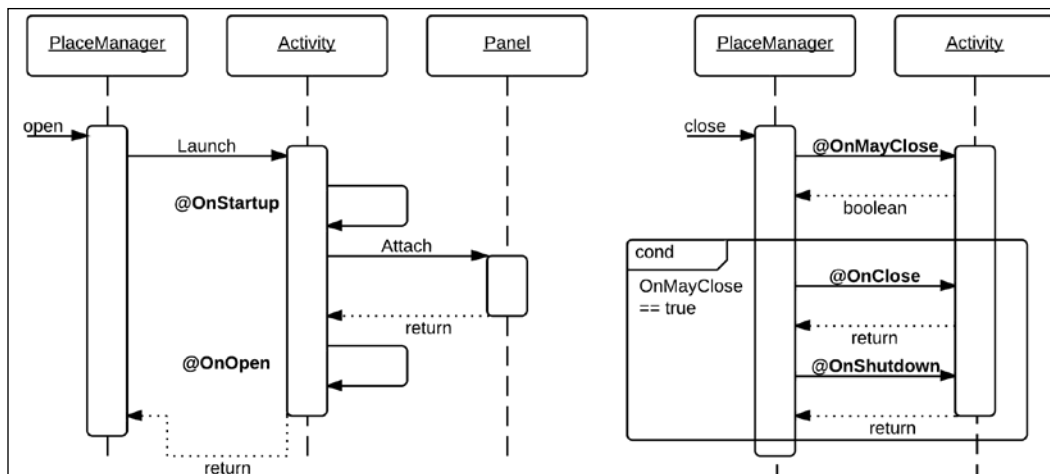 PlaceManager
Activity
Panel
open
Launch
@OnStartup
Attach
return
@OnOpen
return
PlaceManager
Activity
close
@OnMayClose
boolean
cond
OnMayClose
== true
@OnClose
return
@OnShutdown
return